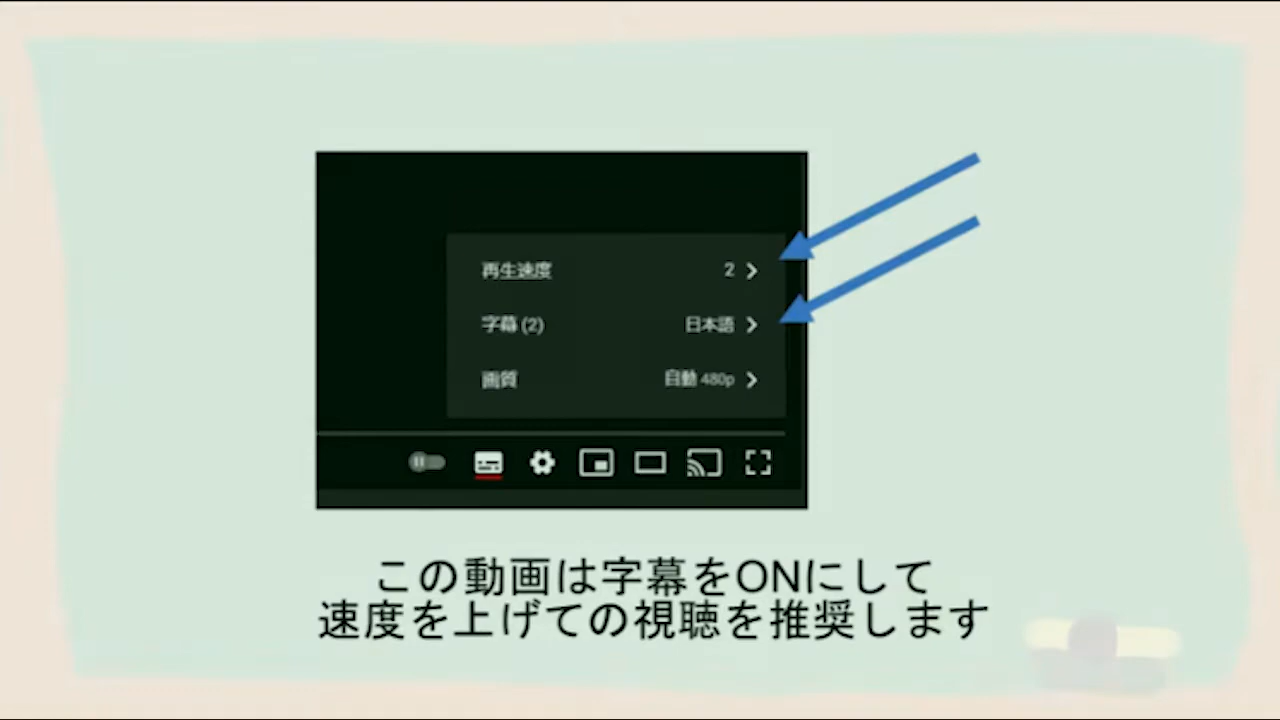 再生速度 2
字幕 (2) 日本語
画質 自動 480p
この動画は字幕をONにして
速度を上げての視聴を推奨します